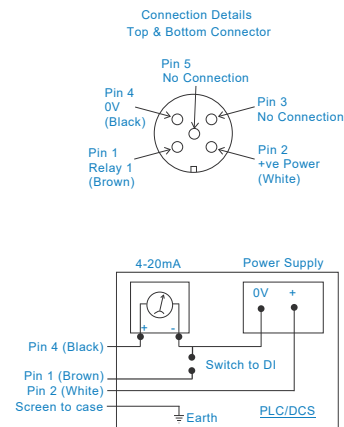 Connection Details
Top & Bottom Connector
Pin 5
No Connection
Pin 4
0V
(Black)
Pin 3
No Connection
Pin 1
Relay 1
(Brown)
Pin 2
+ve Power
(White)
4-20mA
Power Supply
0V +
+ -
Pin 4 (Black)
Switch to DI
Pin 1 (Brown)
Pin 2 (White)
Screen to case
Earth
PLC/DCS